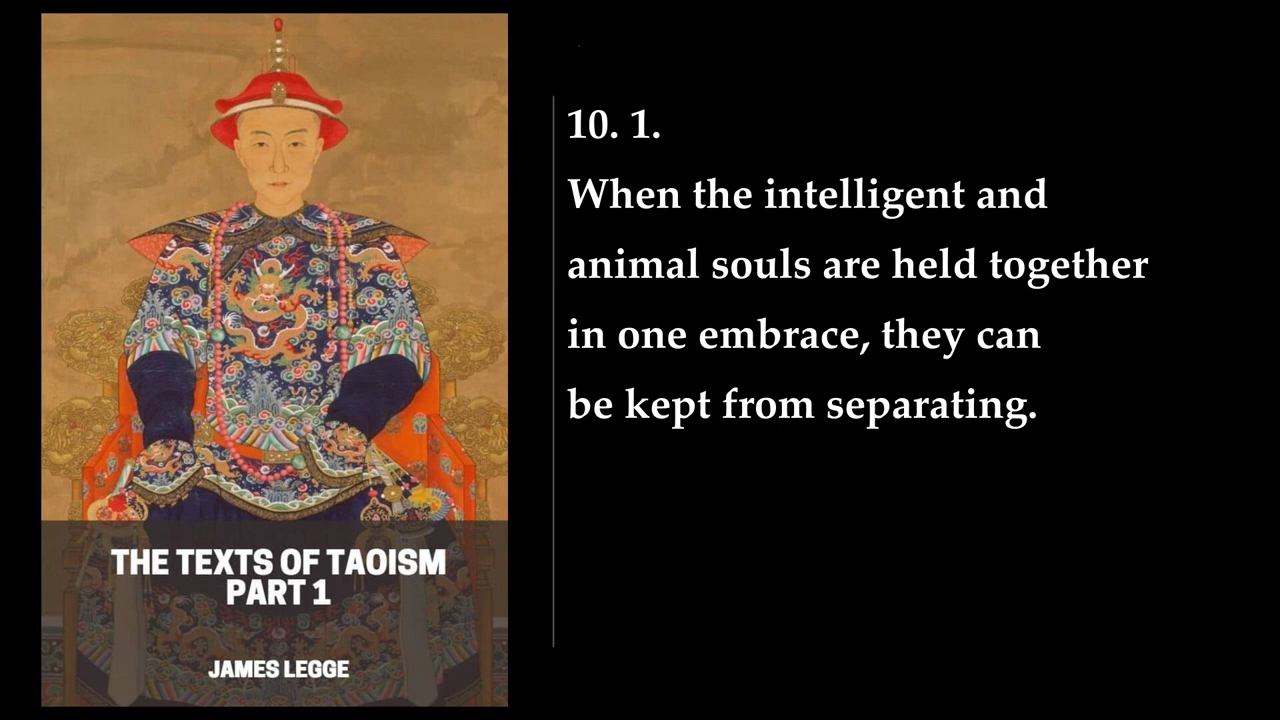 THE TEXTS OF TAOISM
PART 1
JAMES LEGGE
10. 1.
When the intelligent and
animal souls are held together
in one embrace, they can
be kept from separating.